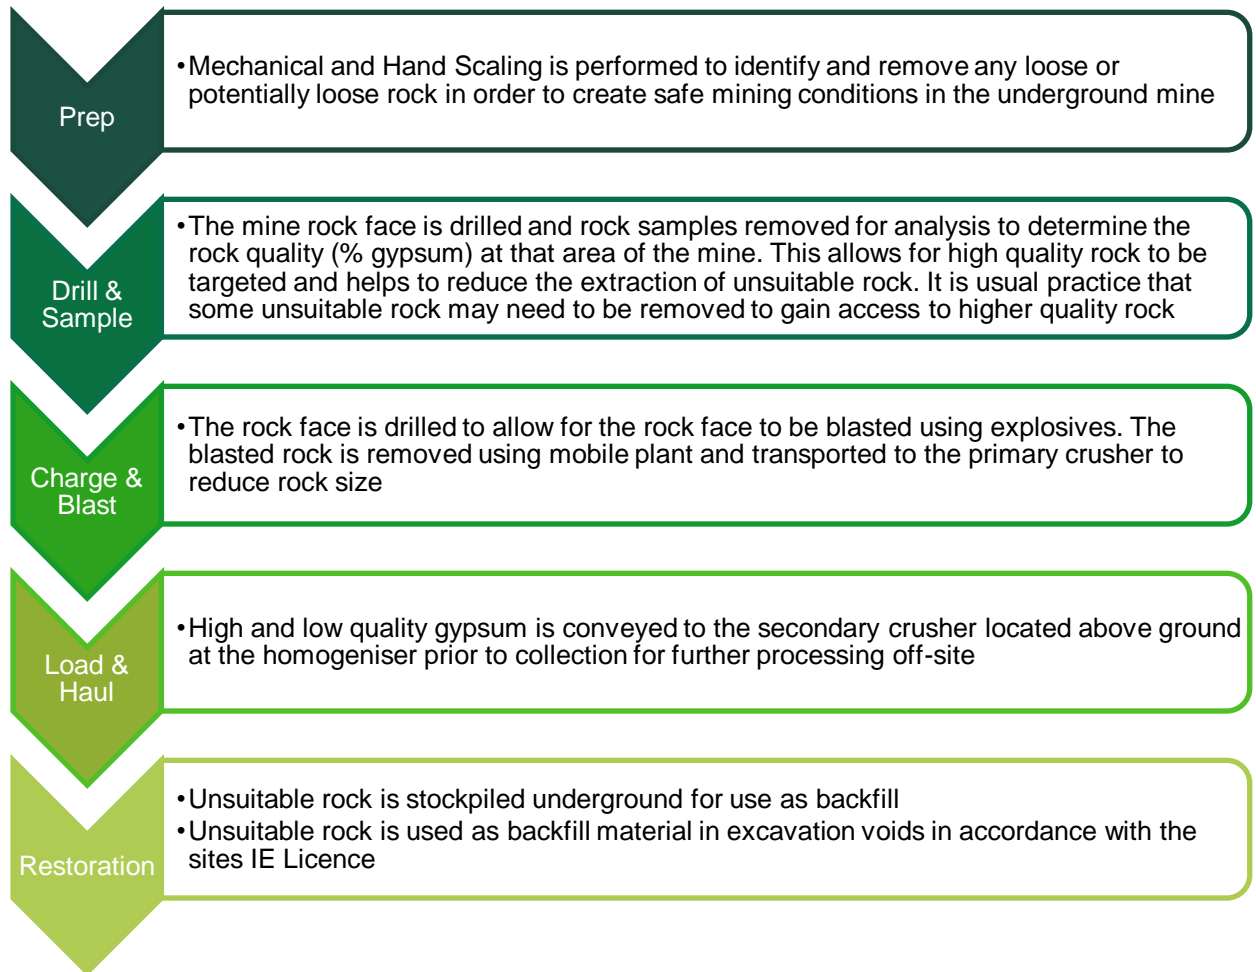 Prep
•Mechanical and Hand Scaling is performed to identify and remove any loose or
potentially loose rock in order to create safe mining conditions in the underground mine
Drill &
Sample
•The mine rock face is drilled and rock samples removed for analysis to determine the
rock quality (% gypsum) at that area of the mine. This allows for high quality rock to be
targeted and helps to reduce the extraction of unsuitable rock. It is usual practice that
some unsuitable rock may need to be removed to gain access to higher quality rock
Charge &
Blast
•The rock face is drilled to allow for the rock face to be blasted using explosives. The
blasted rock is removed using mobile plant and transported to the primary crusher to
reduce rock size
Load &
Haul
•High and low quality gypsum is conveyed to the secondary crusher located above ground
at the homogeniser prior to collection for further processing off-site
Restoration
•Unsuitable rock is stockpiled underground for use as backfill
•Unsuitable rock is used as backfill material in excavation voids in accordance with the
sites IE Licence